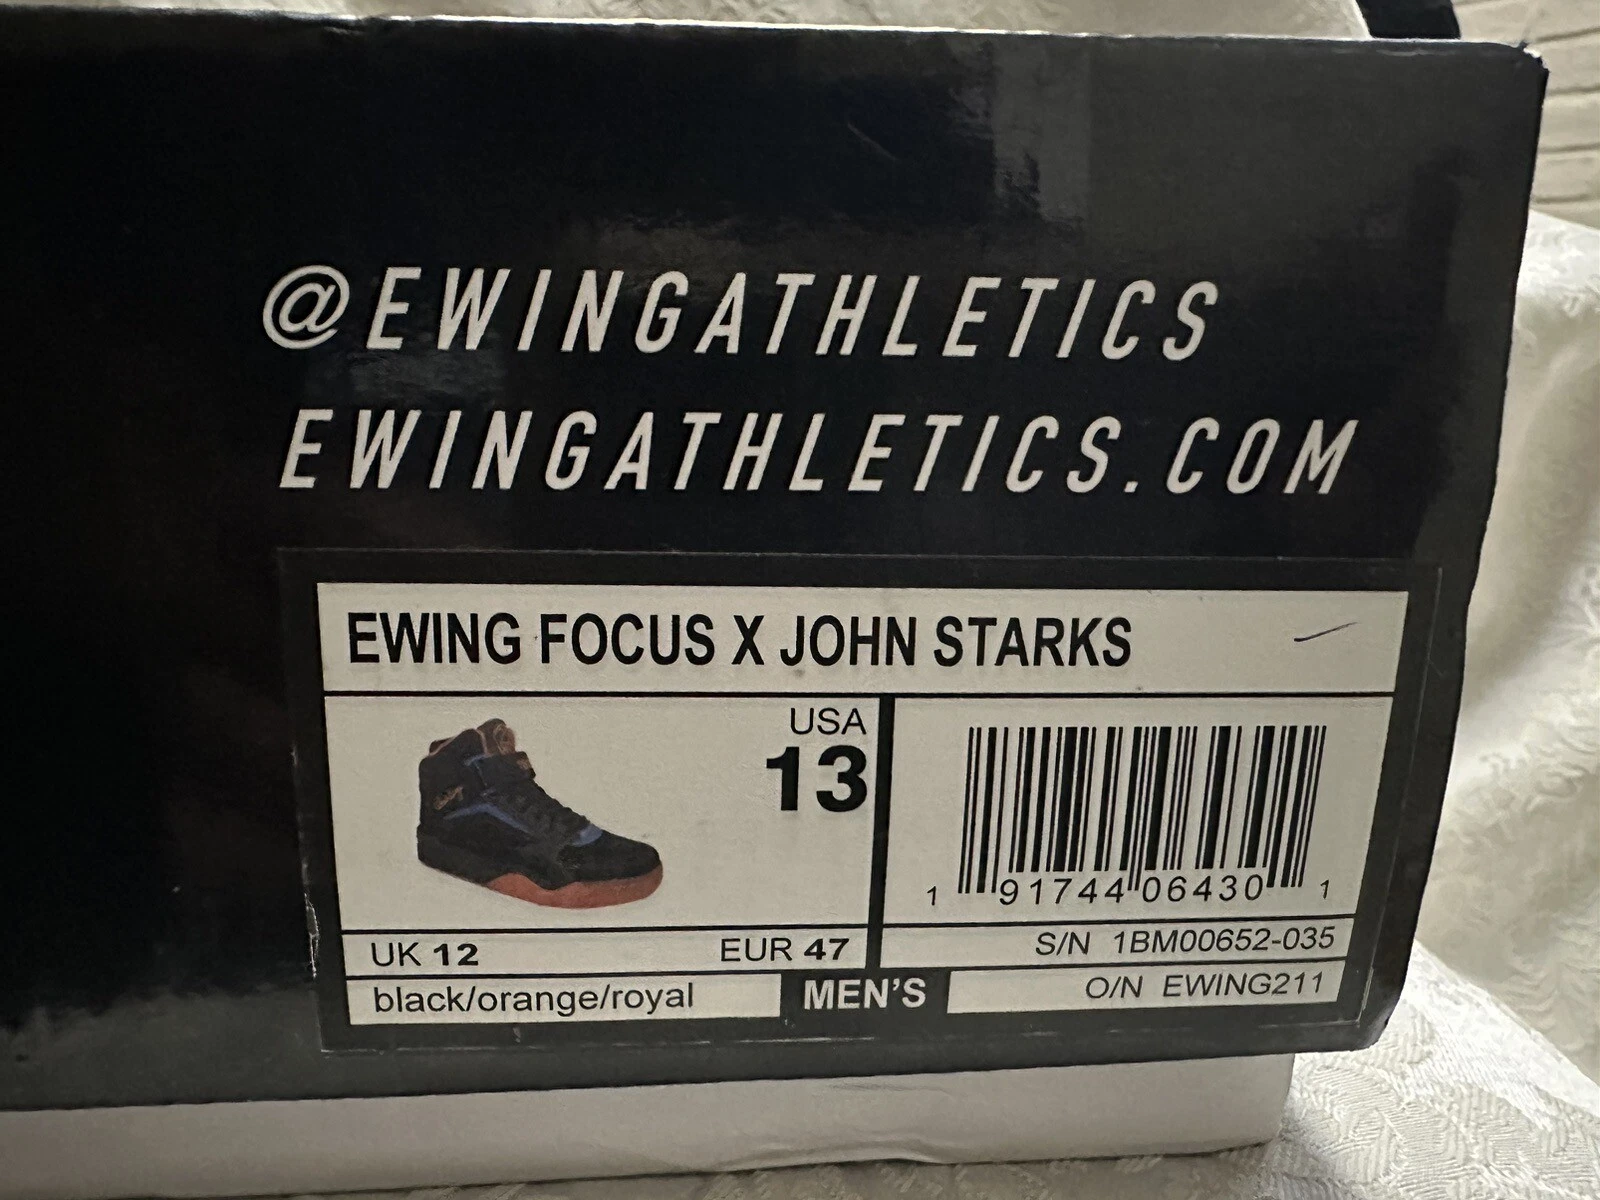 @EWINGATHLETICS
EWINGATHLETICS.COM
EWING FOCUS X JOHN STARKS
USA
13
1 91744 06430 1
UK 12
EUR 47
S/N 1BM00652-035
black/orange/royal
MEN'S
O/N EWING211